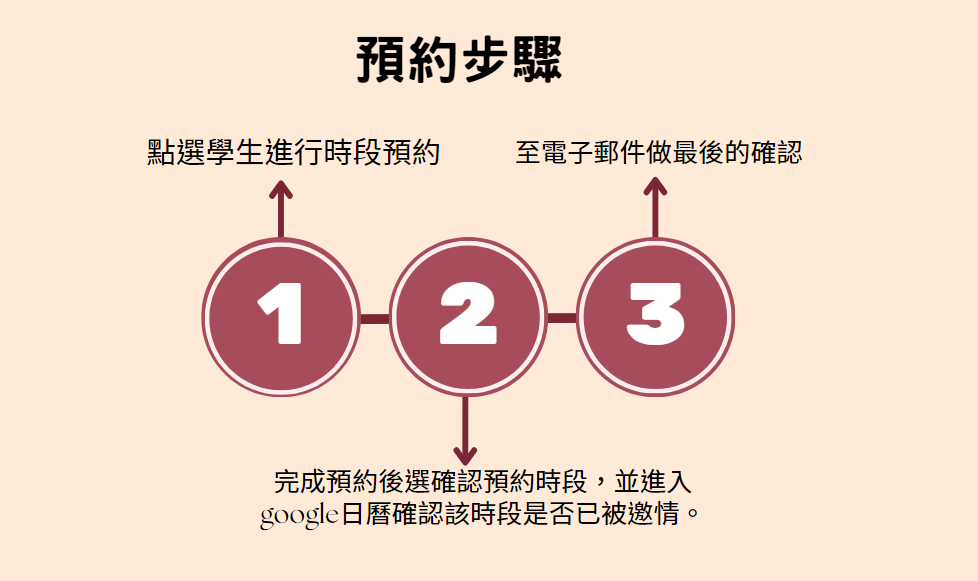 預約步驟
點選學生進行時段預約
至電子郵件做最後的確認
1
2
3
完成預約後選確認預約時段，並進入
google日曆確認該時段是否已被邀情。